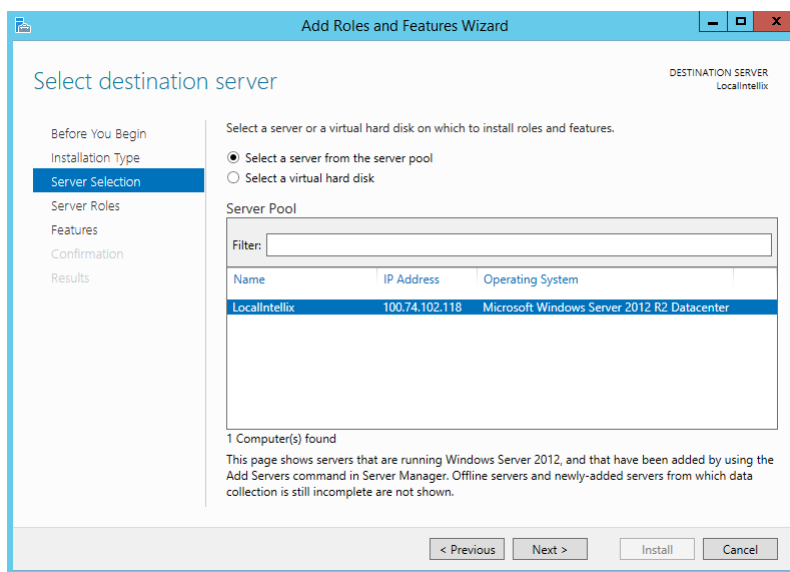 Add Roles and Features Wizard
Select destination server
DESTINATION SERVER
LocalIntellix
Before You Begin
Installation Type
Server Selection
Server Roles
Features
Confirmation
Results
Select a server or a virtual hard disk on which to install roles and features.
Select a server from the server pool
Select a virtual hard disk
Server Pool
Filter:
Name IP Address Operating System
LocalIntellix 100.74.102.118 Microsoft Windows Server 2012 R2 Datacenter
1 Computer(s) found
This page shows servers that are running Windows Server 2012, and that have been added by using the
Add Servers command in Server Manager. Offline servers and newly-added servers from which data
collection is still incomplete are not shown.
< Previous Next > Install Cancel